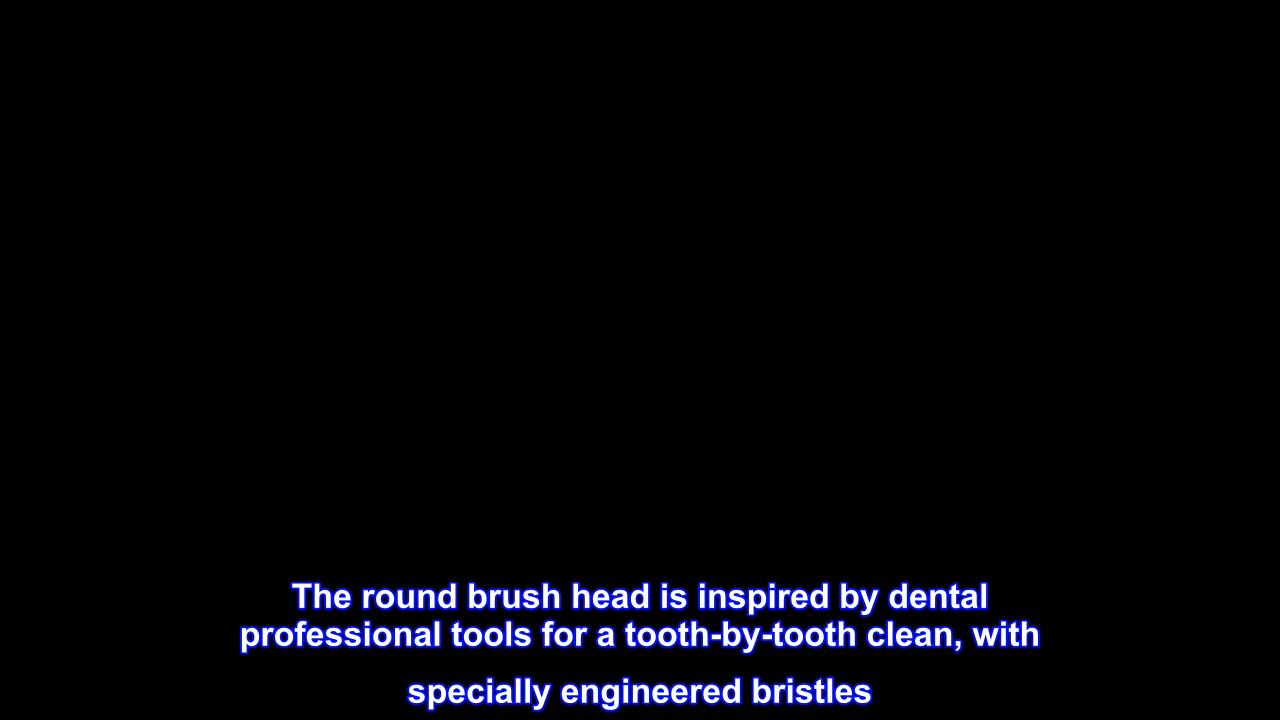 The round brush head is inspired by dental
professional tools for a tooth-by-tooth clean, with
specially engineered bristles